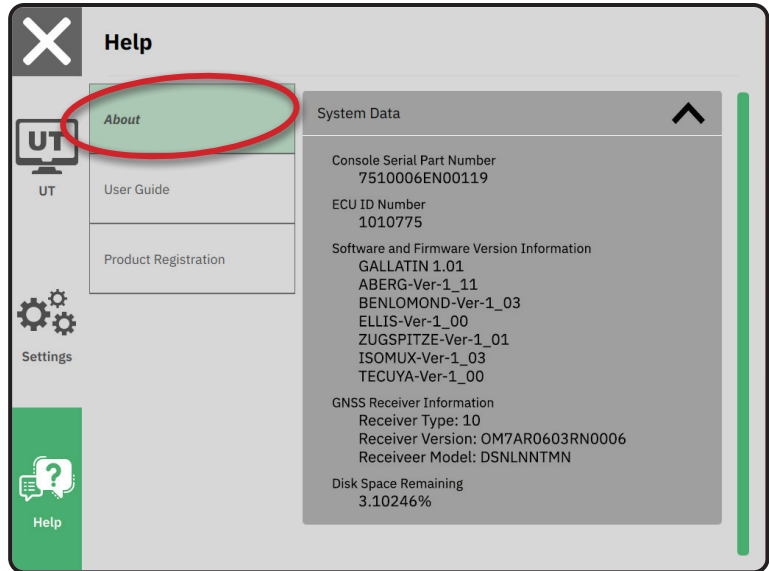 Help
About
User Guide
Product Registration
UT
UT
Settings
Help
System Data
Console Serial Part Number
7510006EN00119
ECU ID Number
1010775
Software and Firmware Version Information
GALLATIN 1.01
ABERG-Ver-1_11
BENLOMOND-Ver-1_03
ELLIS-Ver-1_00
ZUGSPITZE-Ver-1_01
ISOMUX-Ver-1_03
TECUYA-Ver-1_00
GNSS Receiver Information
Receiver Type: 10
Receiver Version: OM7AR0603RN0006
Receiveer Model: DSNLNNTMN
Disk Space Remaining
3.10246%